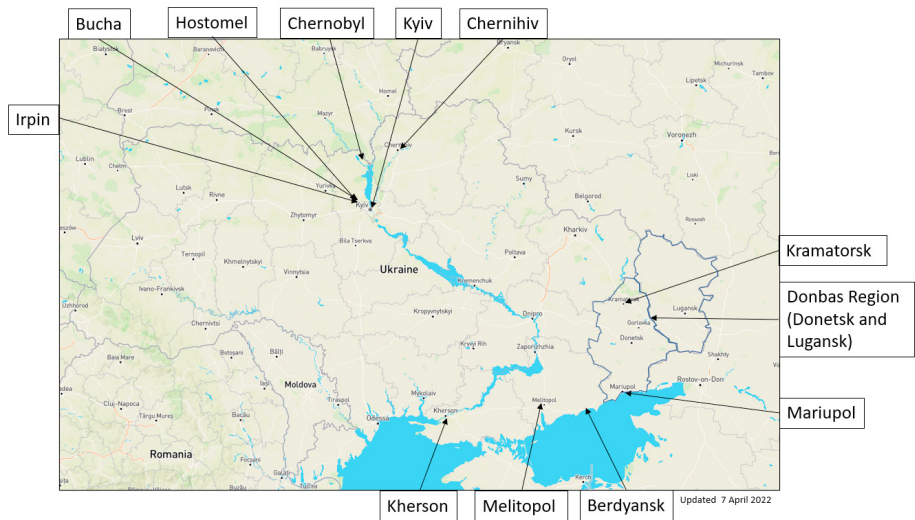 Bucha
Hostomel
Chernobyl
Kyiv
Chernihiv
Irpin
Białystok
Baranovichi
Babruysk
Bryansk
Oryol
Michurinsk
Lipetsk
Tambov
Brest
Pinsk
Mazyr
Homel
Chernihiv
Kursk
Voronezh
Lublin
Chełm
Lutsk
Rivne
Zhytomyr
Kyiv
Sumy
Belgorod
Liski
Rossosh
Lviv
Ternopil
Khmelnytskyi
Vinnytsia
Bila Tserkva
Poltava
Kharkiv
Kramatorsk
Ukraine
Kremenchuk
Donbas Region
(Donetsk and
Lugansk)
Uzhhorod
Ivano-Frankivsk
Chernivtsi
Kropyvnytskyi
Dnipro
Kramatorsk
Gorlovka
Lugansk
Donetsk
Baia Mare
Botoșani
Bălți
Kryvyi Rih
Zaporizhzhia
Shakhty
Rostov-on-Don
Iași
Moldova
Tiraspol
Mykolaiv
Mariupol
Mariupol
Cluj-Napoca
Târgu Mureș
Bacău
Odessa
Kherson
Melitopol
Romania
Focșani
Galați
Tulcea
Sibiu
Buzău
Kerch
Kherson
Melitopol
Berdyansk
Updated 7 April 2022